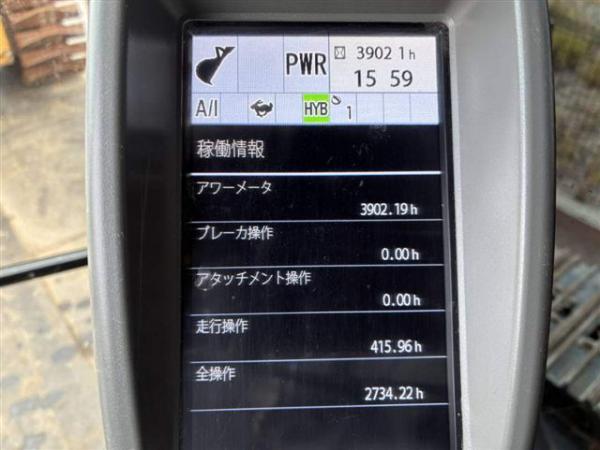 PWR
3902 1h
15 59
A/I
HYB
1
稼働情報
アワーメータ
3902.19h
ブレーカ操作
0.00h
アタッチメント操作
0.00h
走行操作
415.96h
全操作
2734.22h